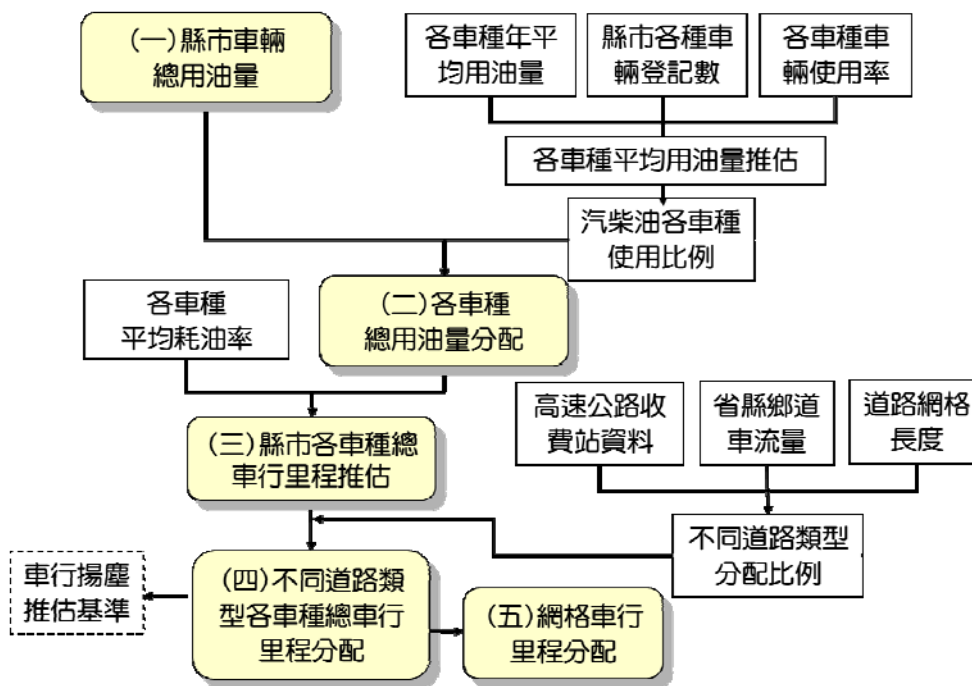 (一)縣市車輛
總用油量
各車種年平
均用油量
縣市各種車
輛登記數
各車種車
輛使用率
各車種平均用油量推估
汽柴油各車種
使用比例
各車種
平均耗油率
(二)各車種
總用油量分配
高速公路收
費站資料
省縣鄉道
車流量
道路網格
長度
(三)縣市各車種總
車行里程推估
不同道路類型
分配比例
車行揚塵
推估基準
(四)不同道路類
型各車種總車行
里程分配
(五)網格車行
里程分配